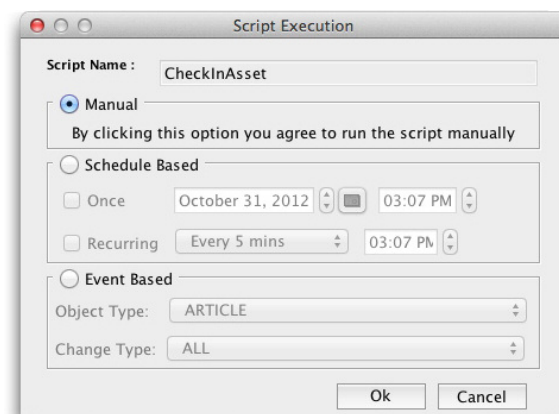 Script Execution
Script Name : CheckInAsset
Manual
By clicking this option you agree to run the script manually
Schedule Based
Once October 31, 2012 03:07 PM
Recurring Every 5 mins 03:07 PM
Event Based
Object Type: ARTICLE
Change Type: ALL
Ok Cancel